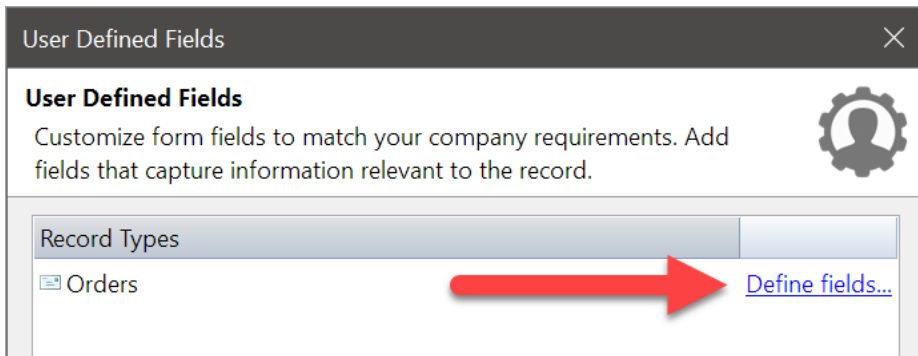 User Defined Fields
User Defined Fields
Customize form fields to match your company requirements. Add
fields that capture information relevant to the record.
Record Types
Orders Define fields...